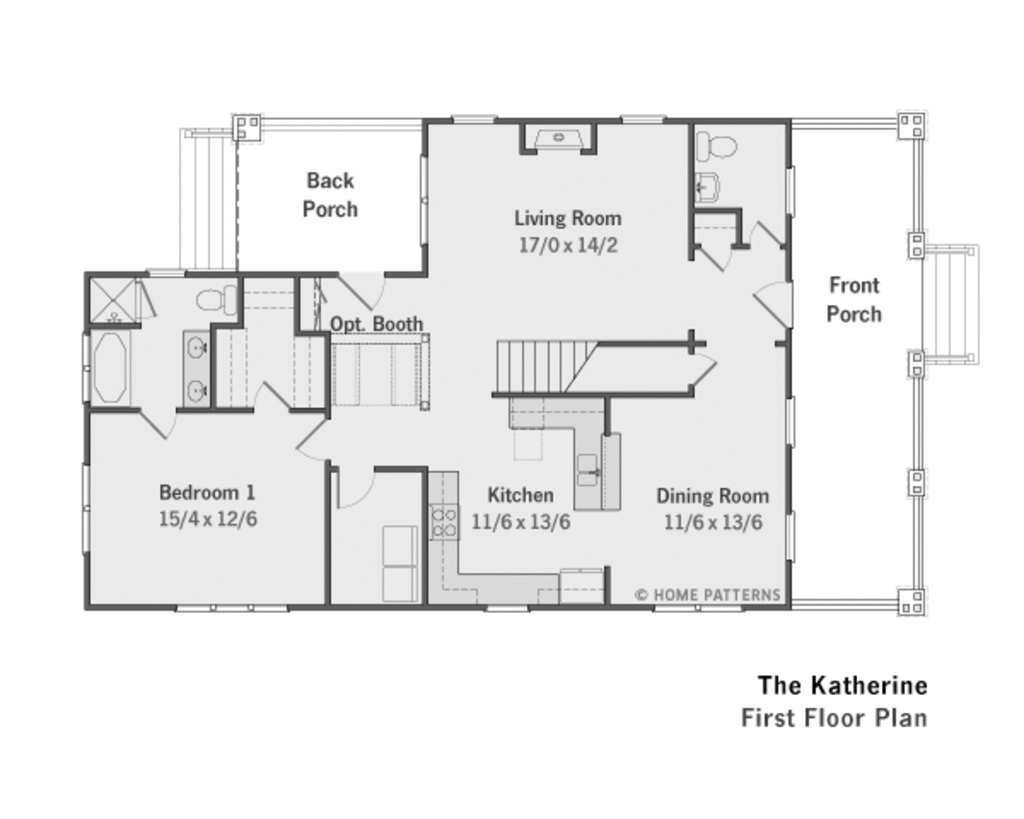 Back
Porch
Living Room
17/0 x 14/2
Front
Porch
Opt. Booth
Bedroom 1
15/4 x 12/6
Kitchen
11/6 x 13/6
Dining Room
11/6 x 13/6
© HOME PATTERNS
The Katherine
First Floor Plan